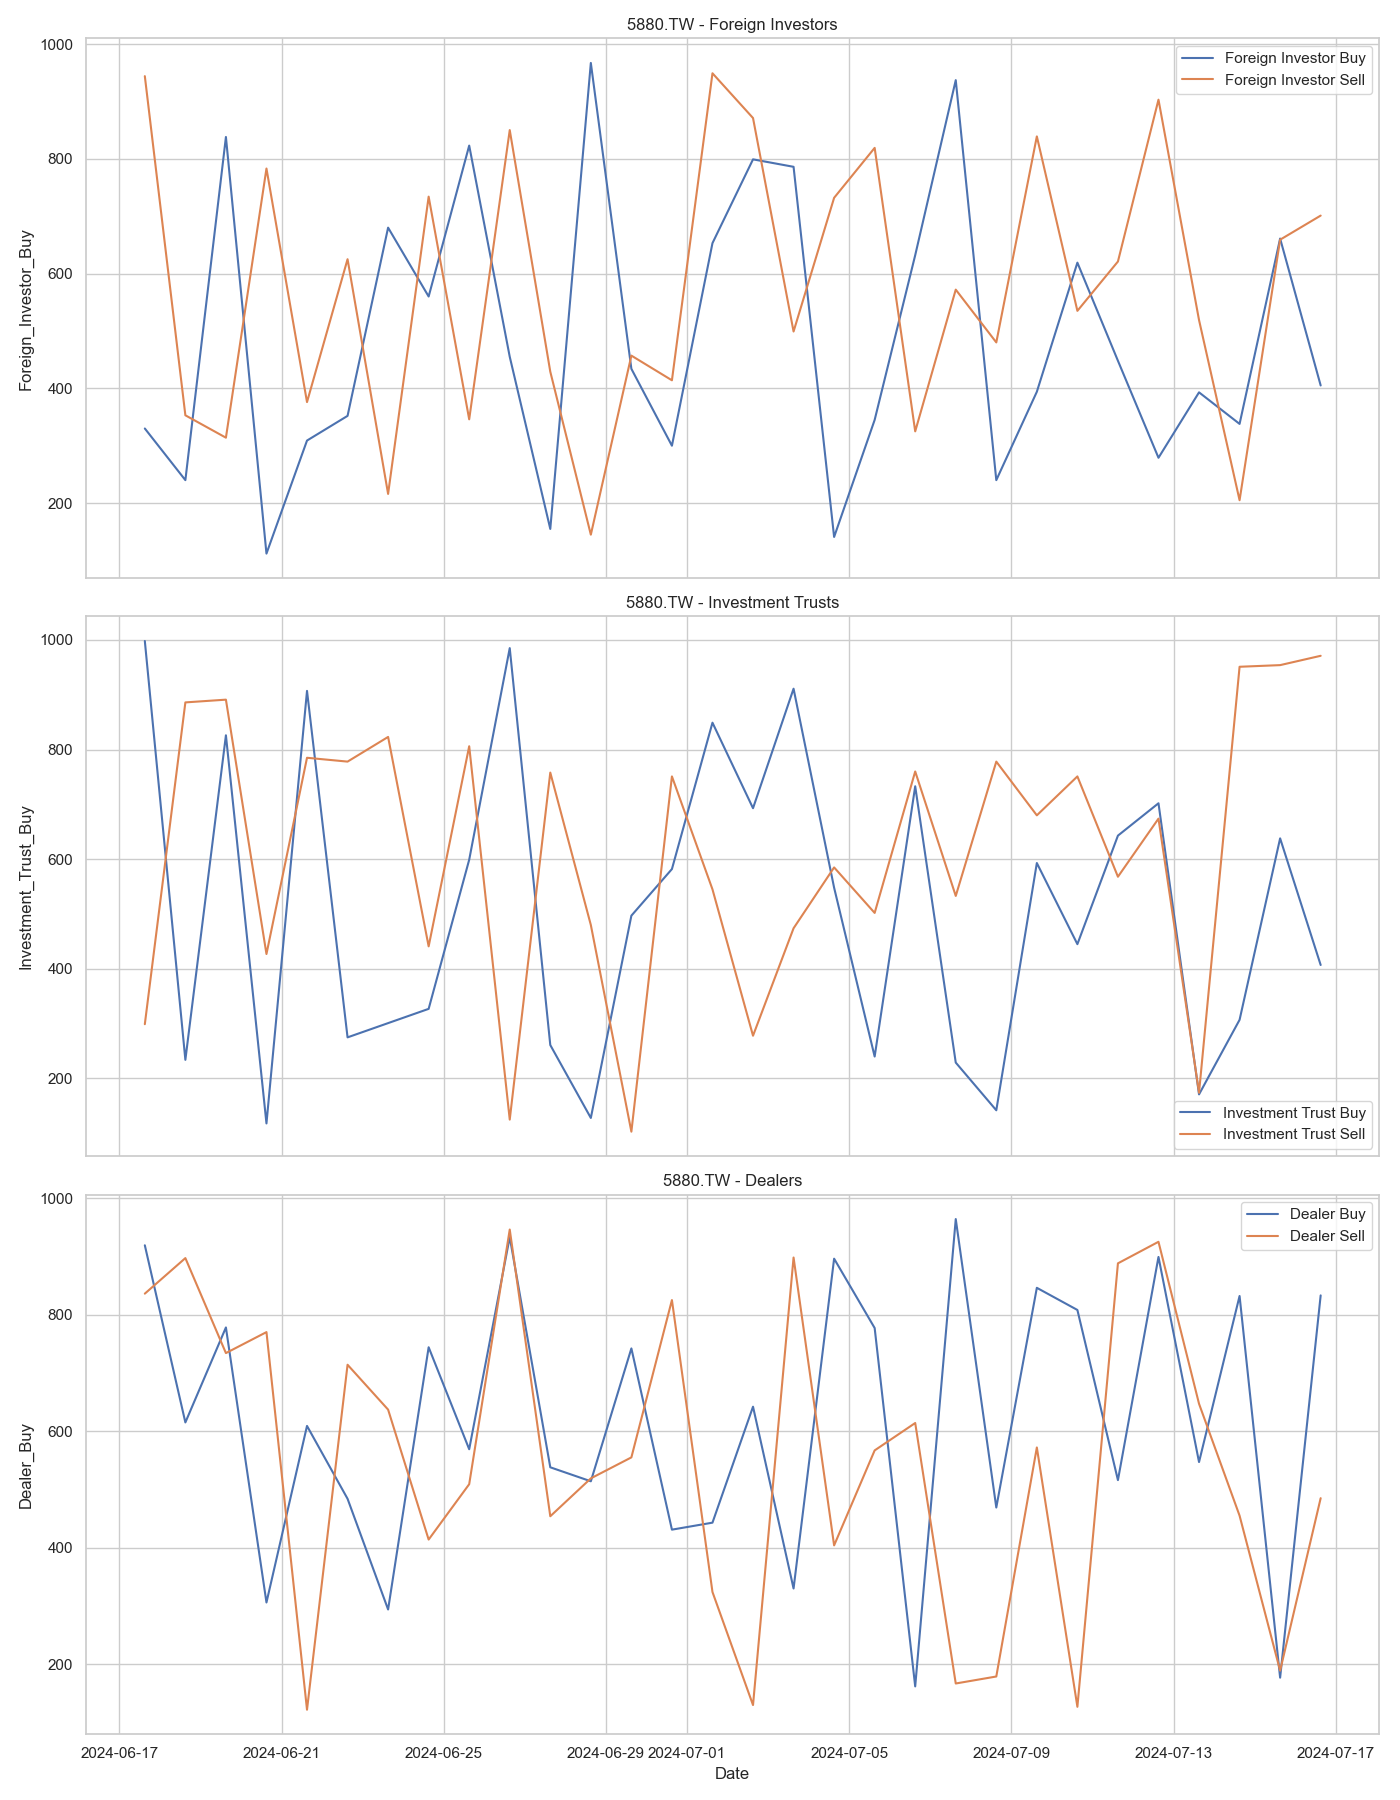 5880.TW - Foreign Investors
Foreign_Investor_Buy
1000
800
600
400
200
Foreign Investor Buy
Foreign Investor Sell
5880.TW - Investment Trusts
Investment_Trust_Buy
1000
800
600
400
200
Investment Trust Buy
Investment Trust Sell
5880.TW - Dealers
Dealer_Buy
1000
800
600
400
200
Dealer Buy
Dealer Sell
2024-06-17 2024-06-21 2024-06-25 2024-06-29 2024-07-01 2024-07-05 2024-07-09 2024-07-13 2024-07-17
Date